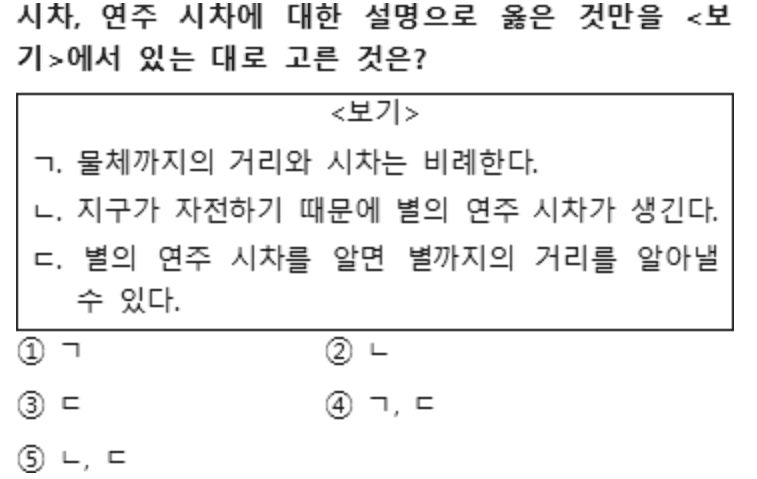 시차, 연주 시차에 대한 설명으로 옳은 것만을 <보
기>에서 있는 대로 고른 것은?
<보기>
ㄱ. 물체까지의 거리와 시차는 비례한다.
ㄴ. 지구가 자전하기 때문에 별의 연주 시차가 생긴다.
ㄷ. 별의 연주 시차를 알면 별까지의 거리를 알아낼
수 있다.
① ㄱ ② ㄴ
③ ㄷ ④ ㄱ, ㄷ
⑤ ㄴ, ㄷ